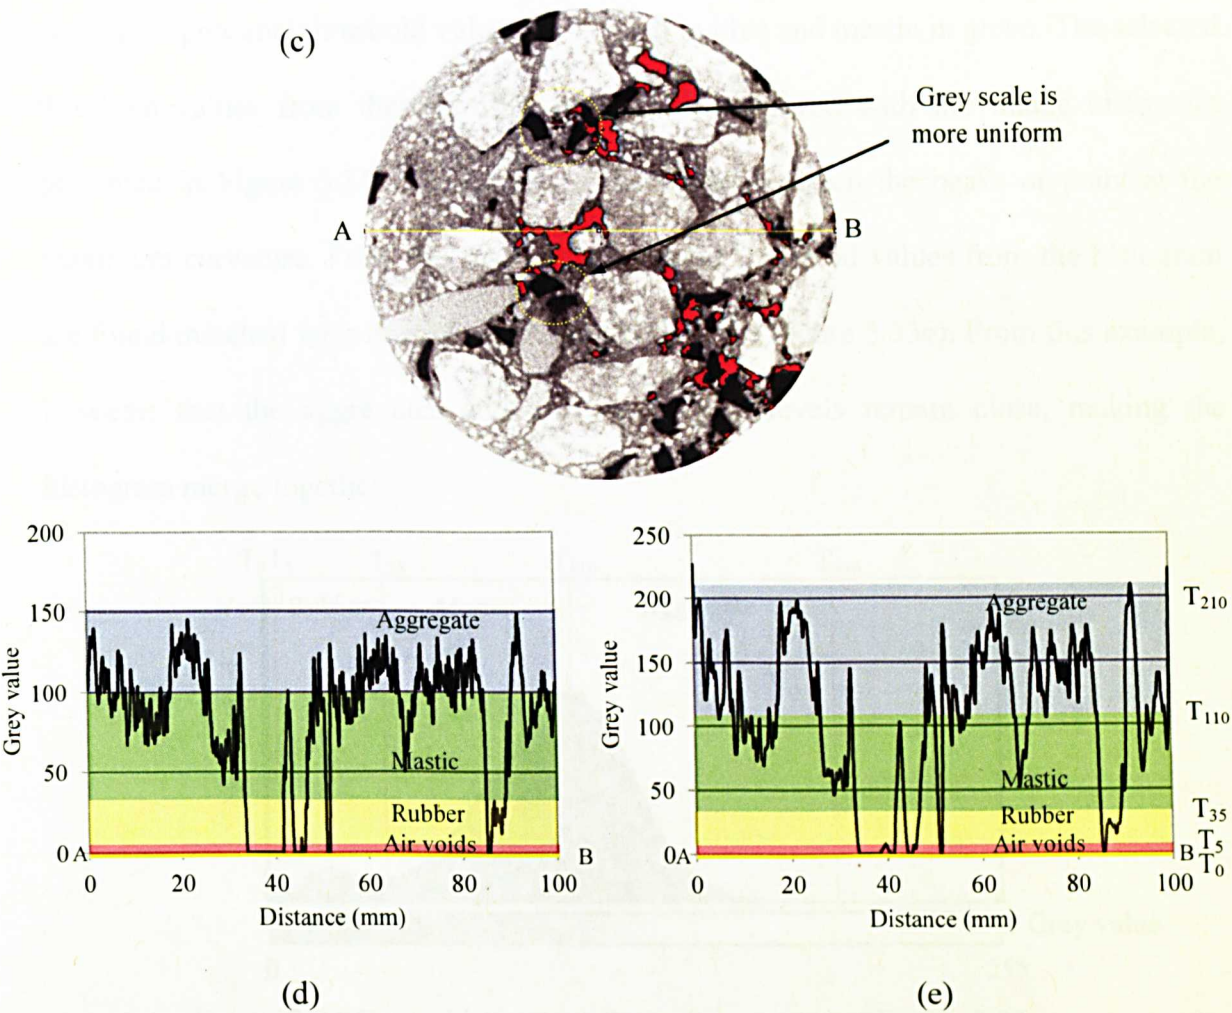 (c)
Grey scale is
more uniform
A
B
200
150
100
50
0
A
B
Grey value
Aggregate
Mastic
Rubber
Air voids
0
20
40
60
80
100
Distance (mm)
(d)
250
200
150
100
50
0
A
B
Grey value
Aggregate
Mastic
Rubber
Air voids
T210
T110
T35
T5
T0
0
20
40
60
80
100
Distance (mm)
(e)